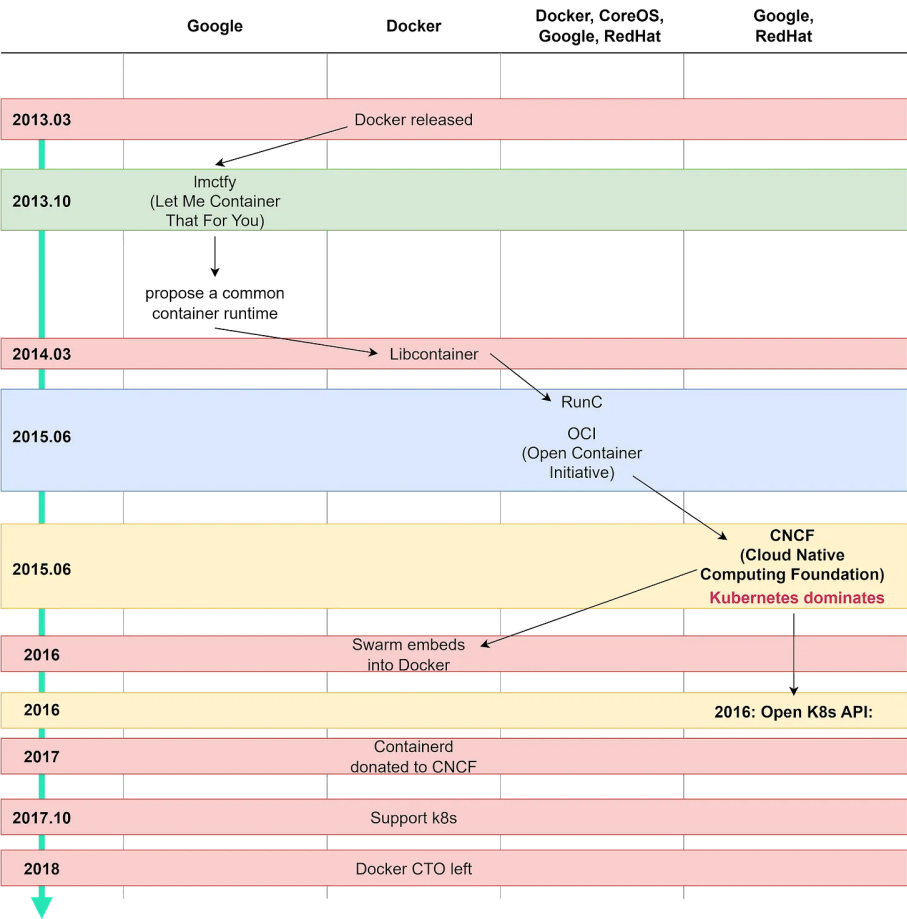 Google
Docker
Docker, CoreOS,
Google, RedHat
Google,
RedHat
2013.03
Docker released
2013.10
lmctfy
(Let Me Container
That For You)
propose a common
container runtime
2014.03
Libcontainer
2015.06
RunC
OCI
(Open Container
Initiative)
2015.06
CNCF
(Cloud Native
Computing Foundation)
Kubernetes dominates
2016
Swarm embeds
into Docker
2016
2016: Open K8s API:
2017
Containerd
donated to CNCF
2017.10
Support k8s
2018
Docker CTO left